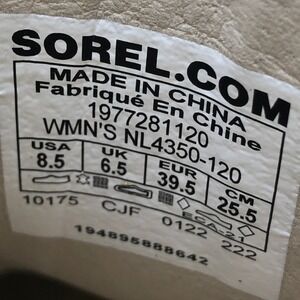 SOREL.COM
MADE IN CHINA
Fabriqué En Chine
1977281120
WMN'S NL4350-120
USA UK EUR CM
8.5 6.5 39.5 25.5
10175 CJF 0122 222
194895888642